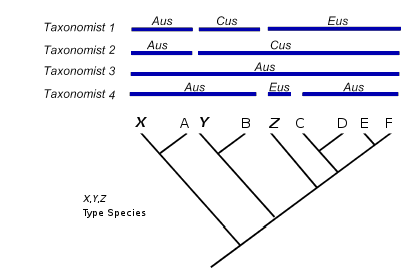 Aus Cus Eus
Taxonomist 1
Aus Cus
Taxonomist 2
Aus
Taxonomist 3
Aus Eus Aus
Taxonomist 4
X A Y B Z C D E F
X,Y,Z
Type Species